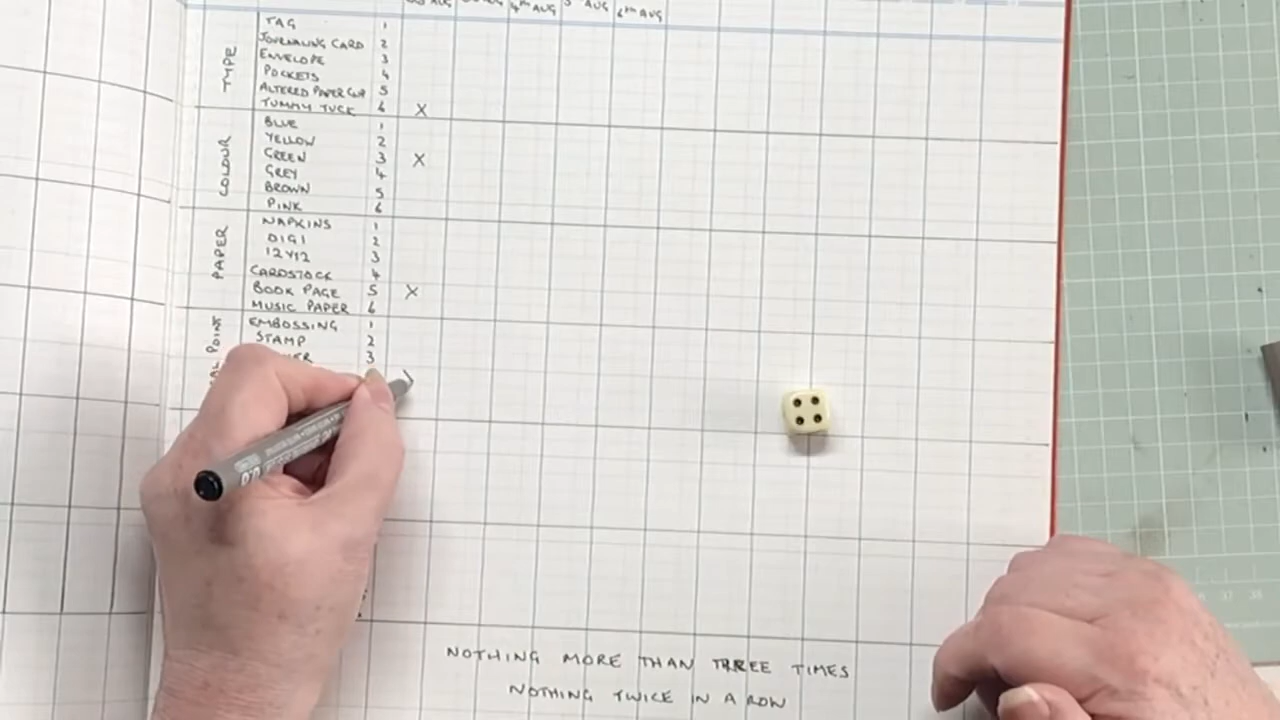 AUG AUG 4TH AUG 5 AUG 6TH AUG
TYPE
TAG 1
JOURNALING CARD 2
ENVELOPE 3
POCKETS 4
ALTERED PAPER CLIP 5
TUMMY TUCK 6 X
COLOUR
BLUE 1
YELLOW 2
GREEN 3 X
GREY 4
BROWN 5
PINK 6
PAPER
NAPKINS 1
DIGI 2
12X12 3
CARDSTOCK 4
BOOK PAGE 5 X
MUSIC PAPER 6
POINT
EMBOSSING 1
STAMP 2
3
NOTHING MORE THAN THREE TIMES
NOTHING TWICE IN A ROW